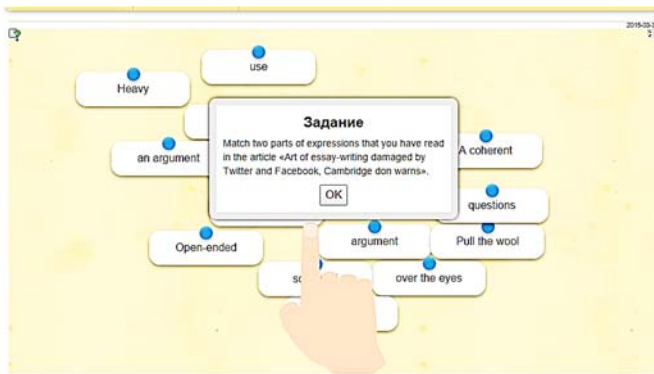 2015-03-
use
Heavy
Задание
Match two parts of expressions that you have read
in the article «Art of essay-writing damaged by
Twitter and Facebook, Cambridge don warns».
OK
an argument
A coherent
questions
Open-ended
argument
Pull the wool
over the eyes